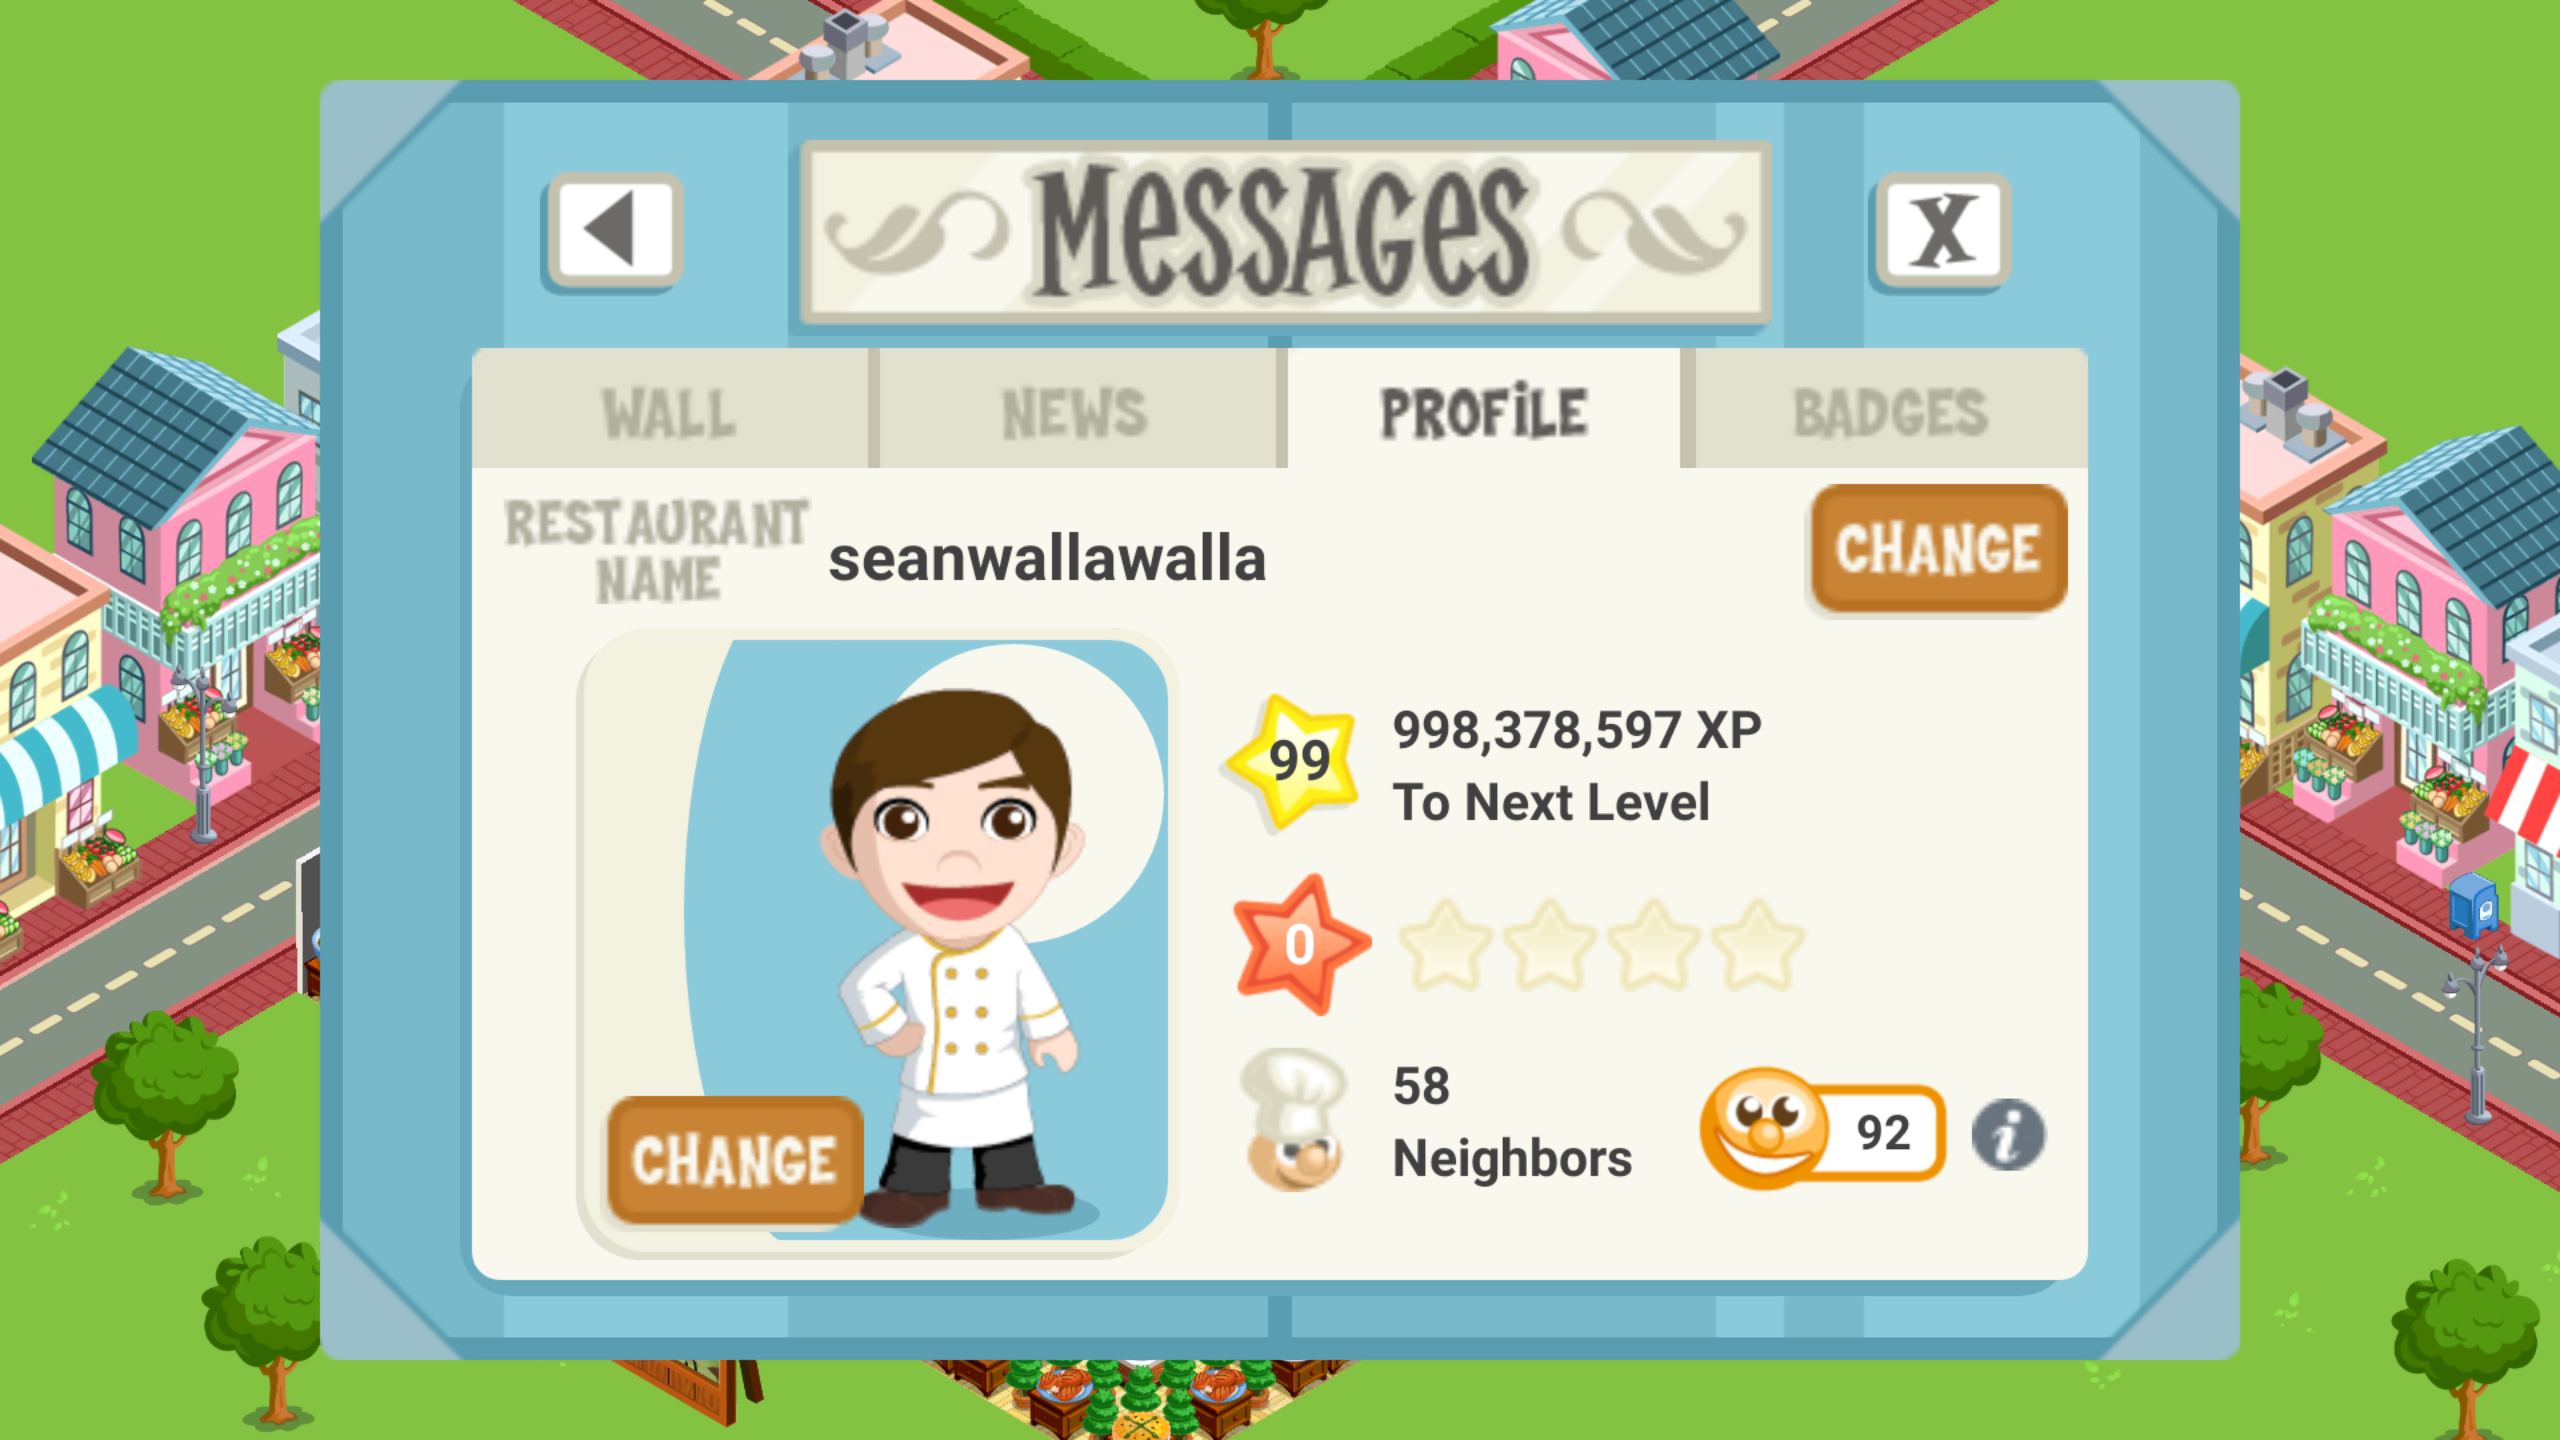 MESSAGES
X
WALL
NEWS
PROFILE
BADGES
RESTAURANT
NAME
seanwallawalla
CHANGE
99
998,378,597 XP
To Next Level
0
58
Neighbors
92
i
CHANGE